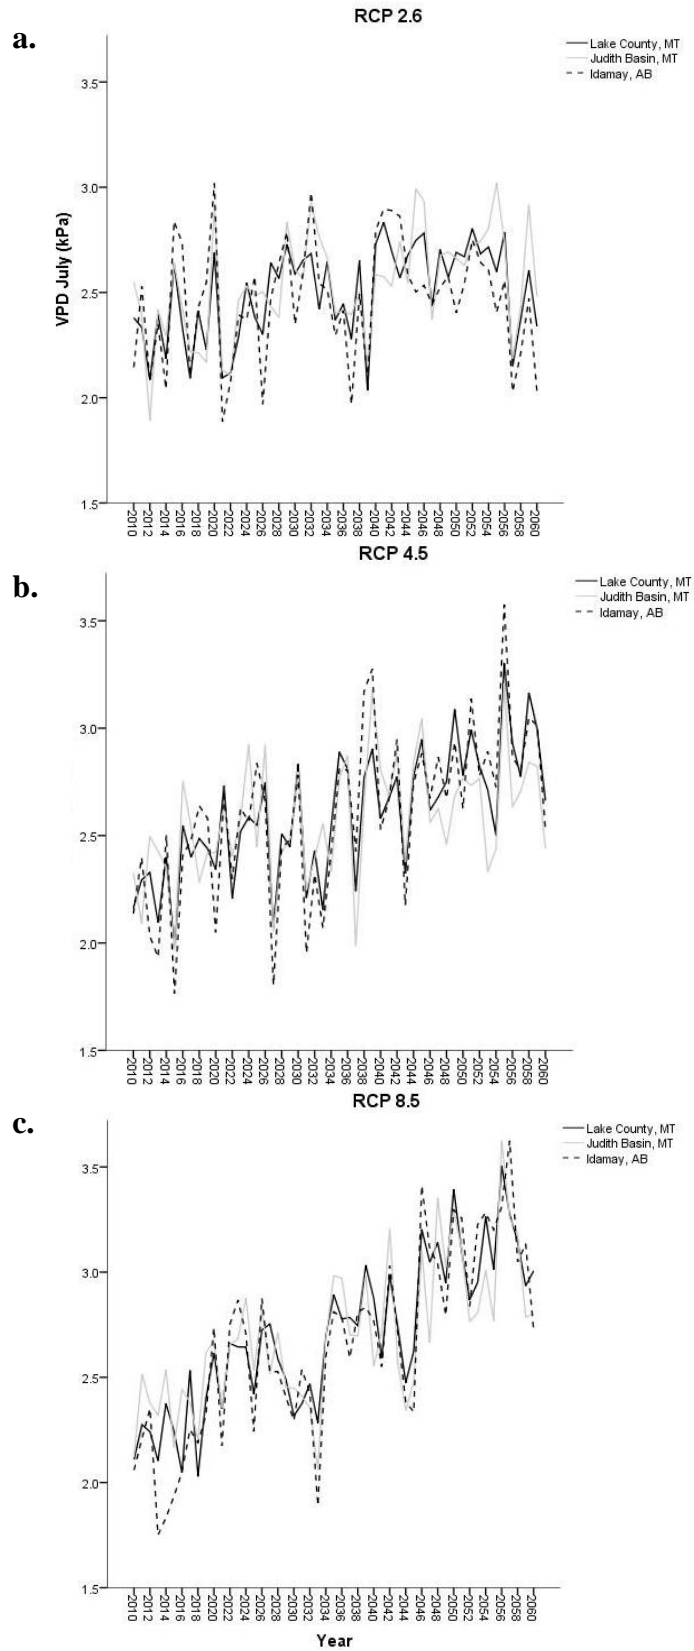 RCP 2.6
a.
Lake County, MT
Judith Basin, MT
Idamay, AB
3.5
3.0
2.5
2.0
1.5
VPD July (kPa)
2010 2012 2014 2016 2018 2020 2022 2024 2026 2028 2030 2032 2034 2036 2038 2040 2042 2044 2046 2048 2050 2052 2054 2056 2058 2060
RCP 4.5
b.
Lake County, MT
Judith Basin, MT
Idamay, AB
3.5
3.0
2.5
2.0
1.5
2010 2012 2014 2016 2018 2020 2022 2024 2026 2028 2030 2032 2034 2036 2038 2040 2042 2044 2046 2048 2050 2052 2054 2056 2058 2060
RCP 8.5
c.
Lake County, MT
Judith Basin, MT
Idamay, AB
3.5
3.0
2.5
2.0
1.5
2010 2012 2014 2016 2018 2020 2022 2024 2026 2028 2030 2032 2034 2036 2038 2040 2042 2044 2046 2048 2050 2052 2054 2056 2058 2060
Year